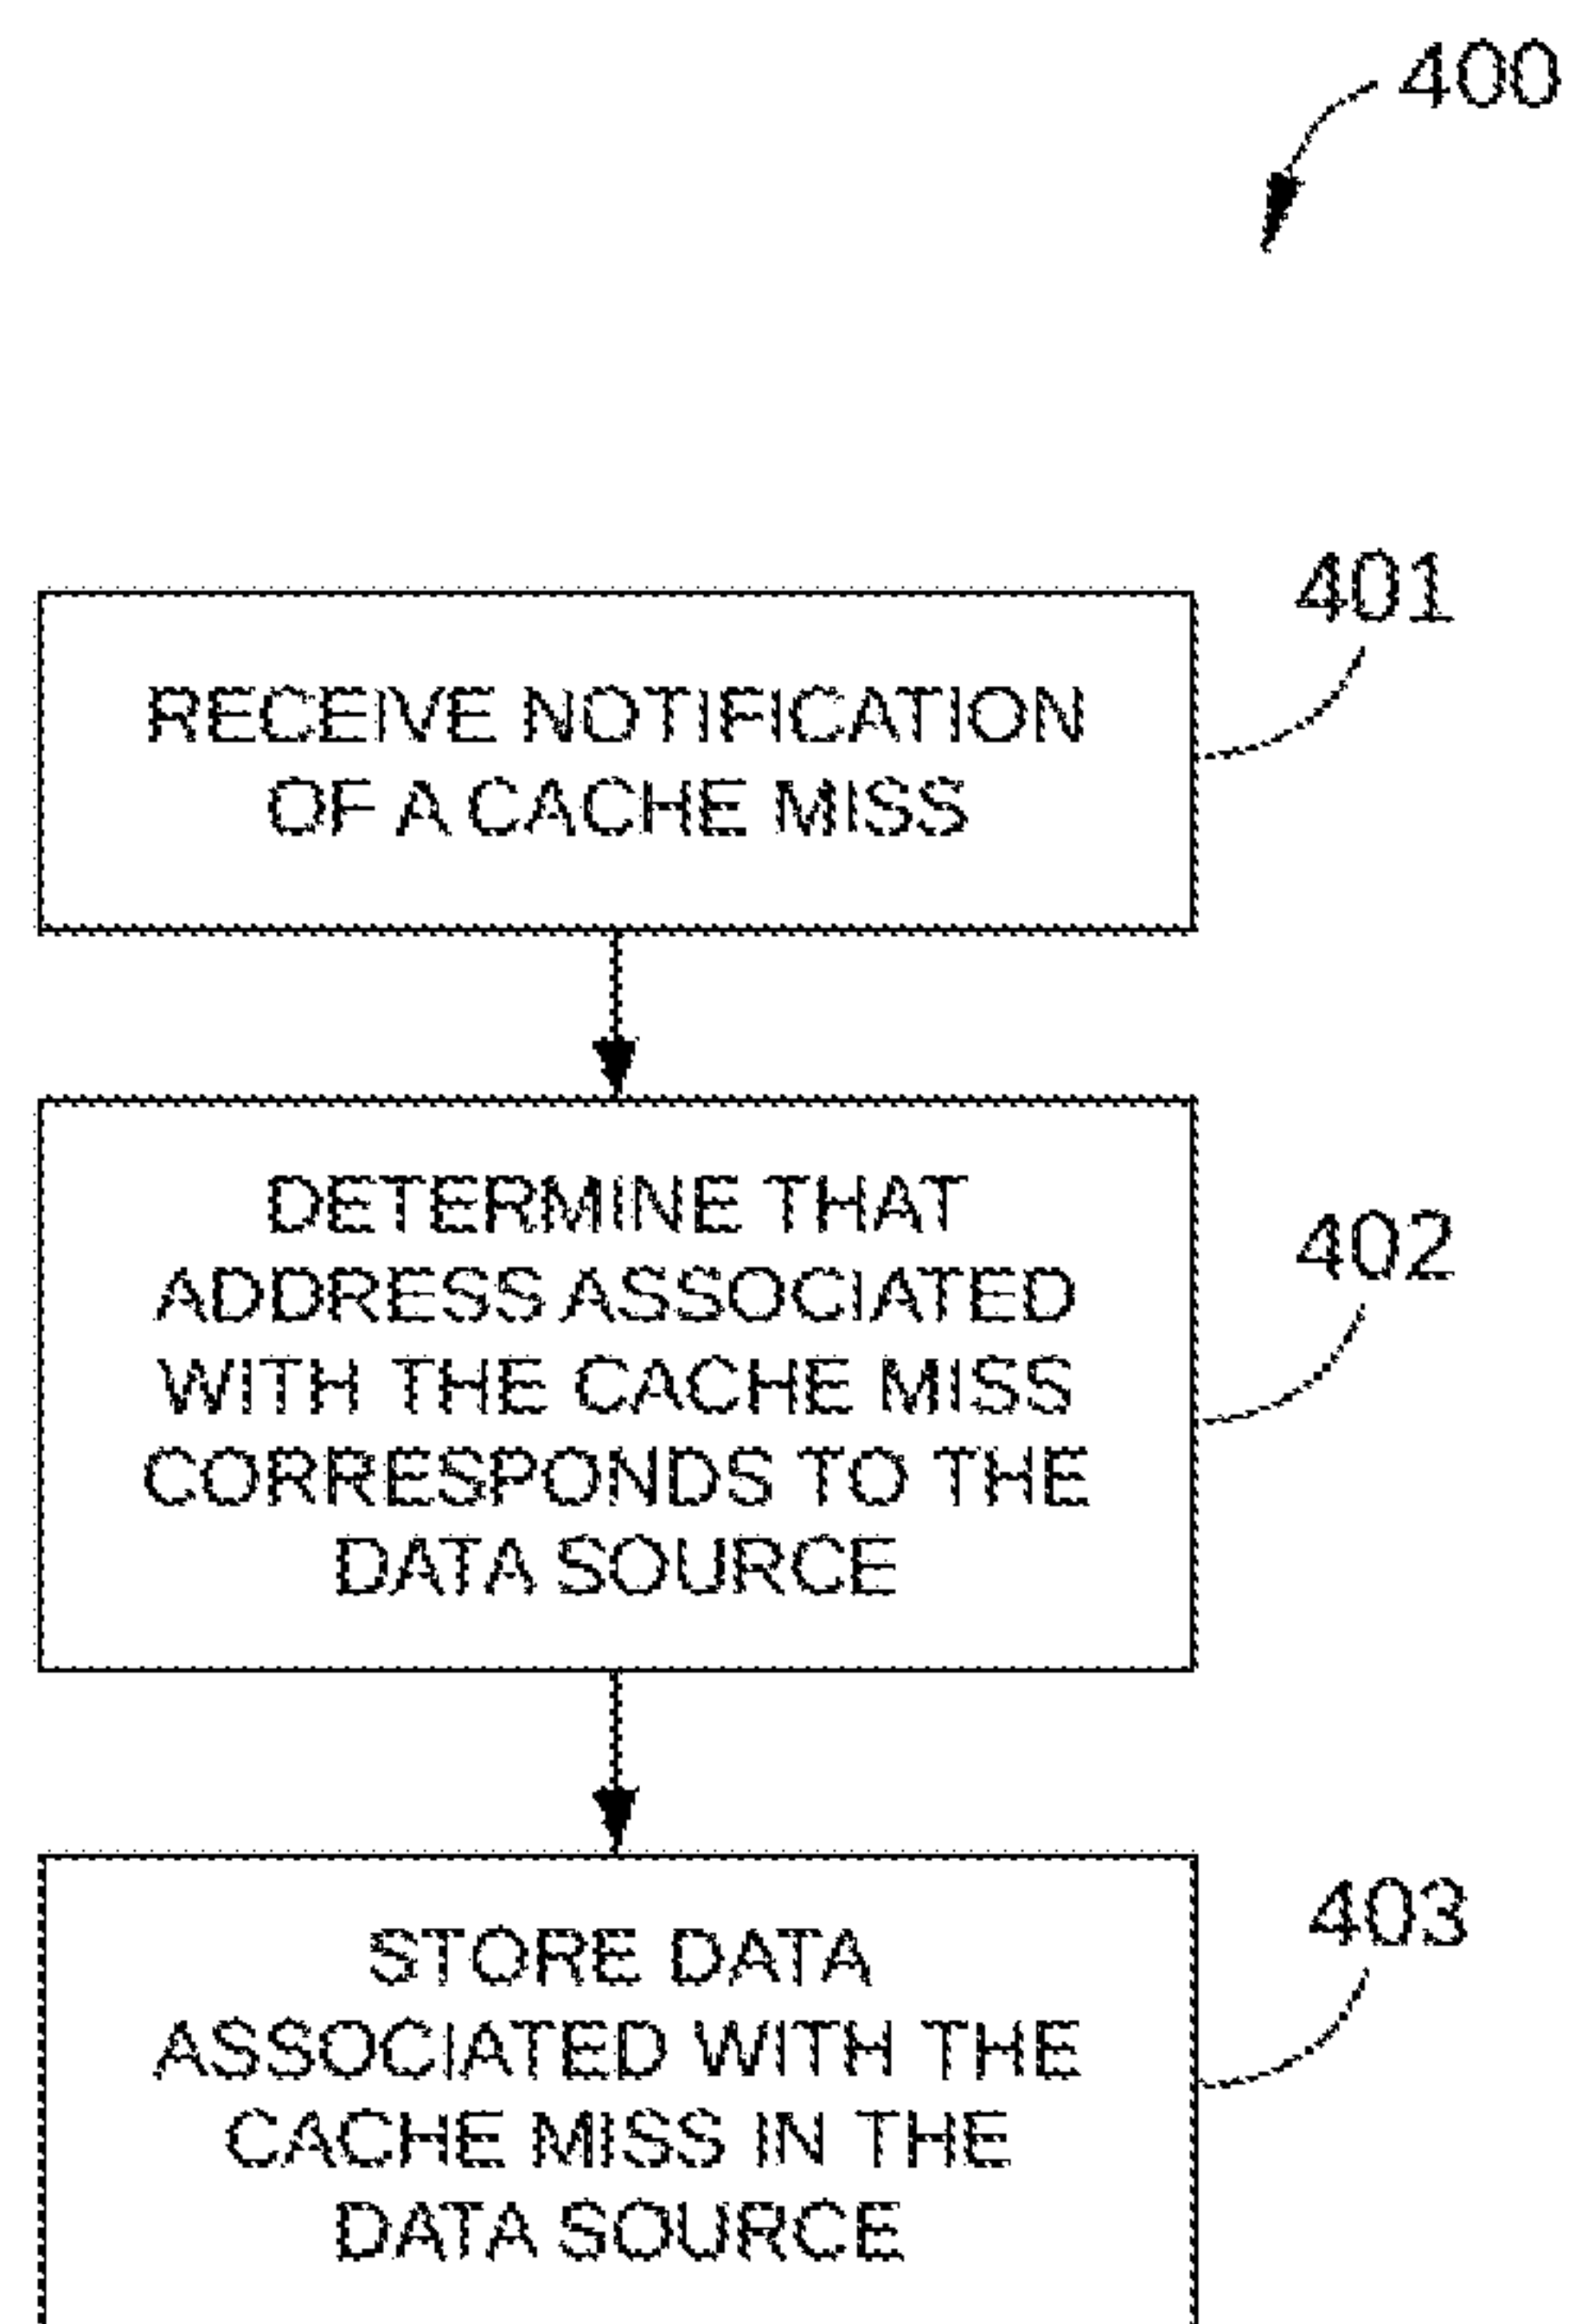 400
401
RECEIVE NOTIFICATION
OF A CACHE MISS
402
DETERMINE THAT
ADDRESS ASSOCIATED
WITH THE CACHE MISS
CORRESPONDS TO THE
DATA SOURCE
403
STORE DATA
ASSOCIATED WITH THE
CACHE MISS IN THE
DATA SOURCE